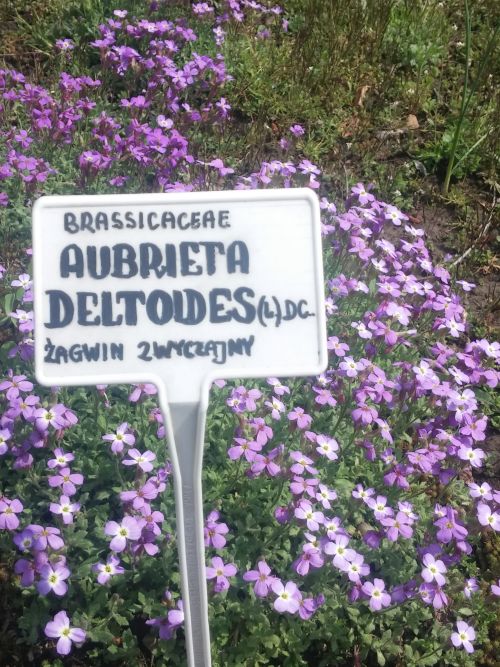 BRASSICACEAE
AUBRIETA
DELTOIDES (L) DC.
ŻAGWIN ZWYCZAJNY